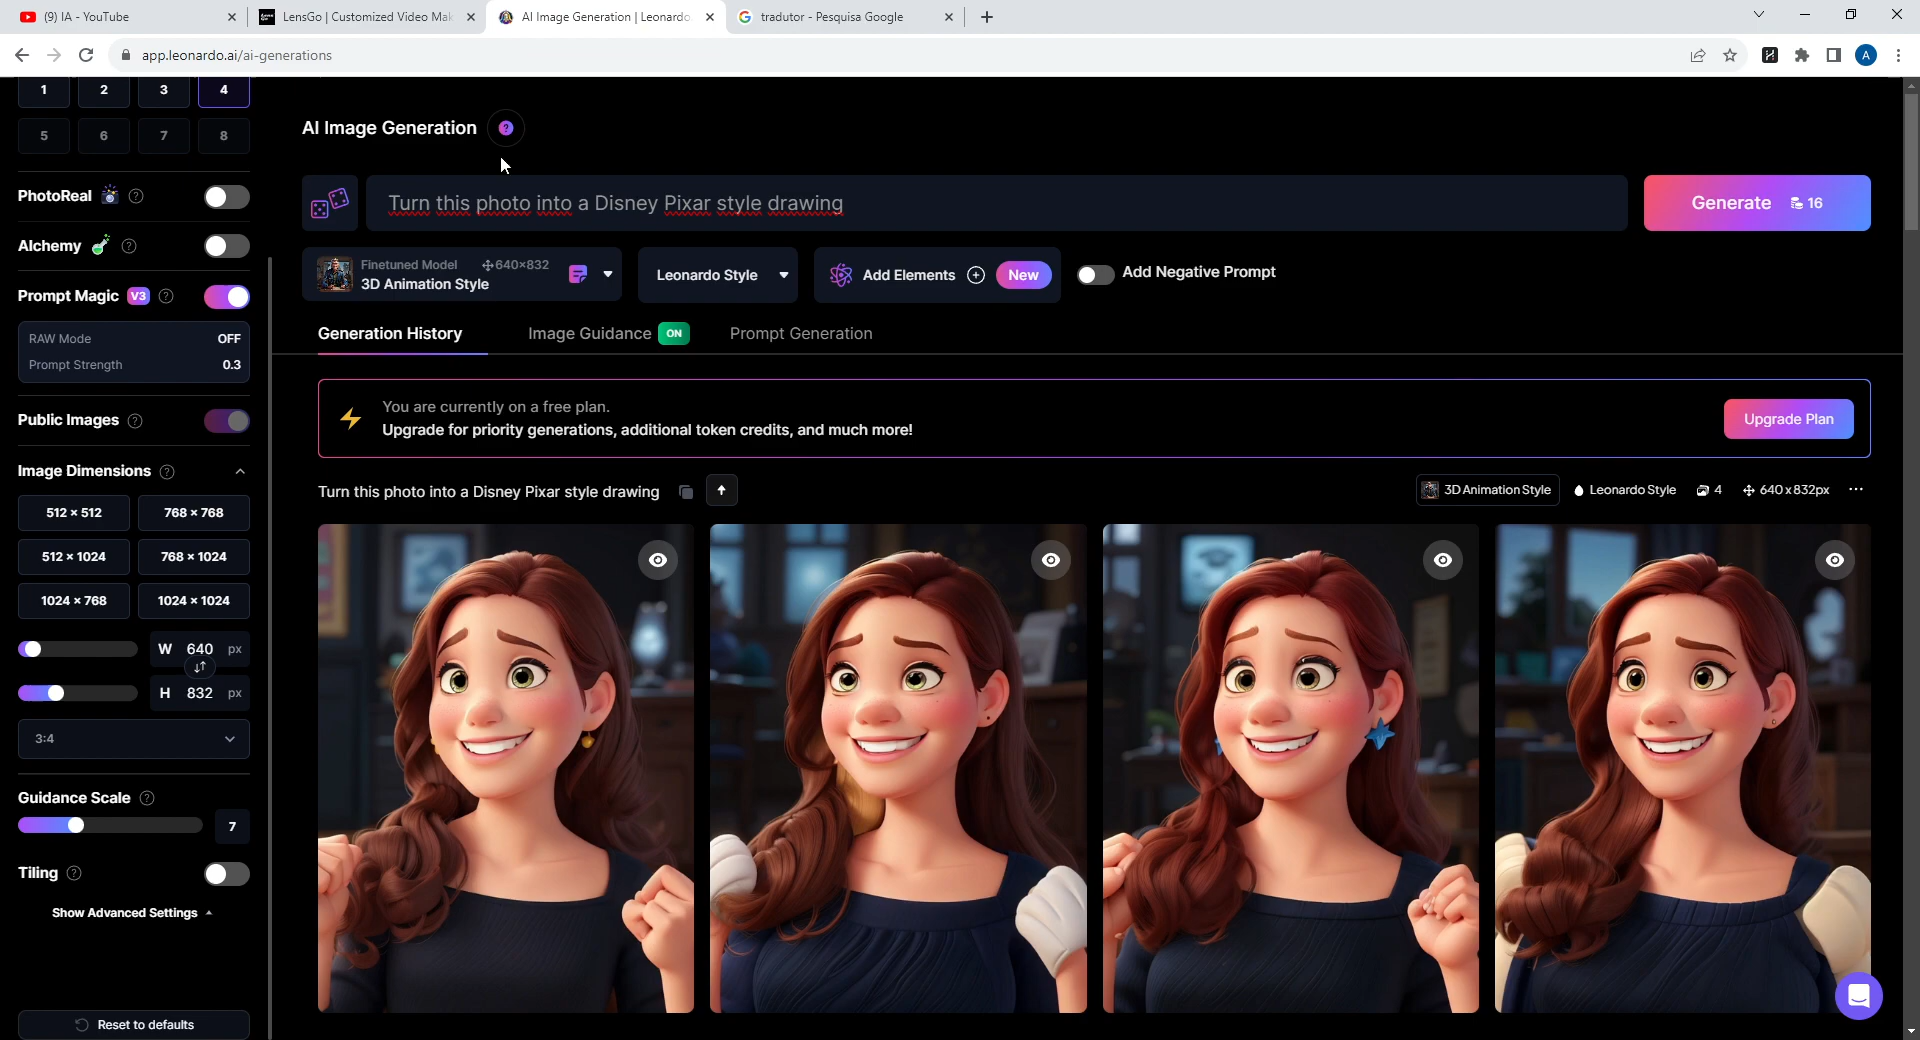 (9) IA - YouTube
LensGo | Customized Video Mak
AI Image Generation | Leonardo
tradutor - Pesquisa Google
app.leonardo.ai/ai-generations
A
1 2 3 4
5 6 7 8
PhotoReal
Alchemy
Prompt Magic V3
RAW Mode OFF
Prompt Strength 0.3
Public Images
Image Dimensions
512 × 512 768 × 768
512 × 1024 768 × 1024
1024 × 768 1024 × 1024
W 640 px
H 832 px
3:4
Guidance Scale
7
Tiling
Show Advanced Settings
Reset to defaults
AI Image Generation ?
Turn this photo into a Disney Pixar style drawing
Generate 16
Finetuned Model 640×832
3D Animation Style
Leonardo Style
Add Elements New
Add Negative Prompt
Generation History Image Guidance ON Prompt Generation
You are currently on a free plan.
Upgrade for priority generations, additional token credits, and much more!
Upgrade Plan
Turn this photo into a Disney Pixar style drawing
3D Animation Style Leonardo Style 4 640 x 832px